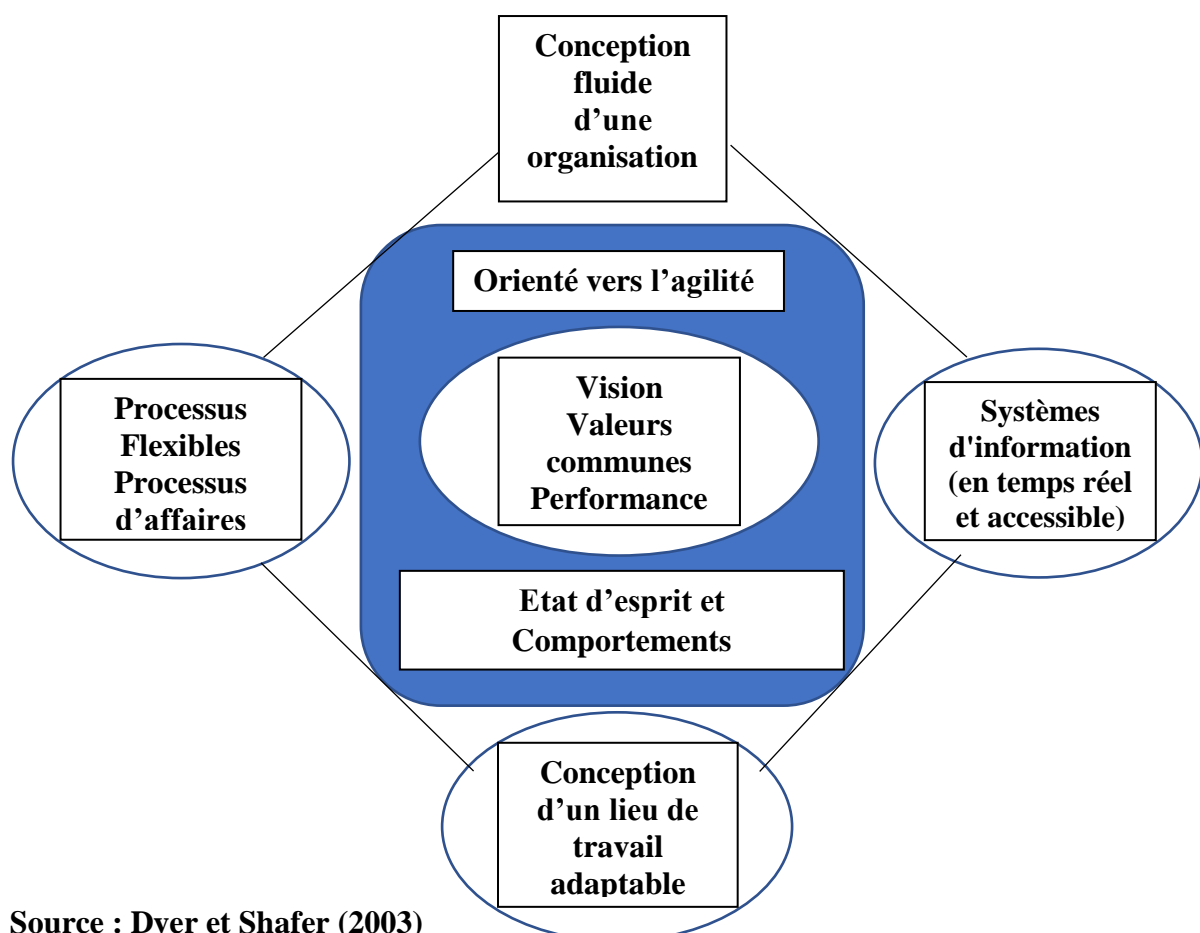 Conception
fluide
d’une
organisation
Orienté vers l’agilité
Processus
Flexibles
Processus
d’affaires
Vision
Valeurs
communes
Performance
Systèmes
d'information
(en temps réel
et accessible)
Etat d’esprit et
Comportements
Conception
d’un lieu de
travail
adaptable
Source : Dyer et Shafer (2003)